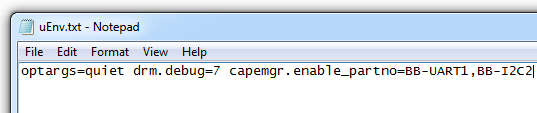 uEnv.txt - Notepad
File Edit Format View Help
optargs=quiet drm.debug=7 capemgr.enable_partno=BB-UART1,BB-I2C2